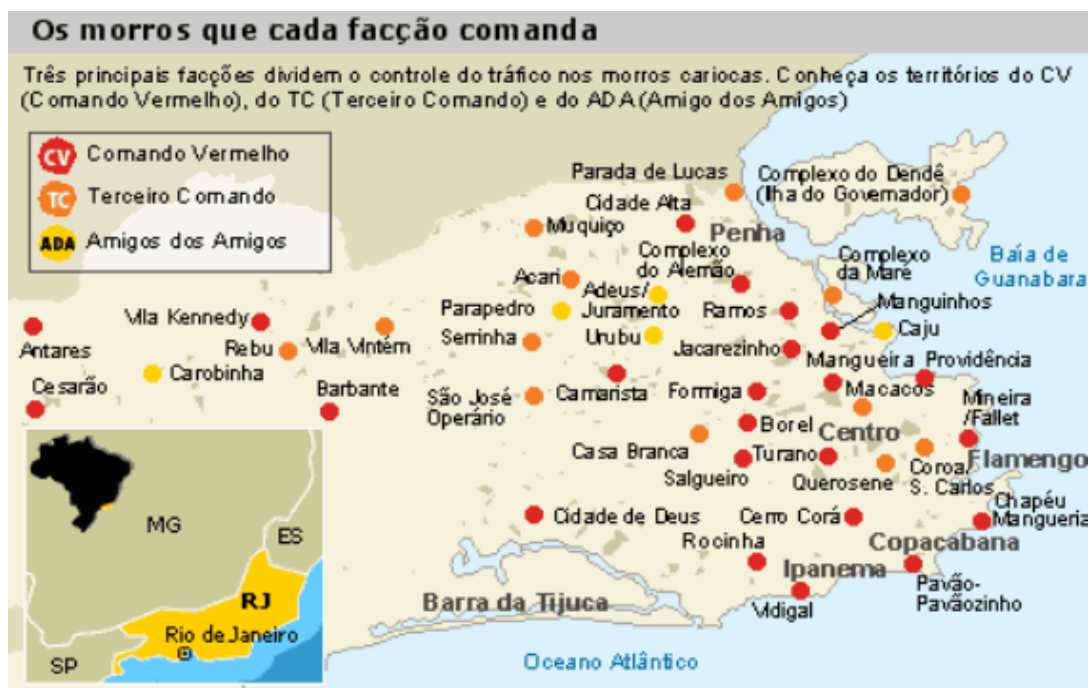 Os morros que cada facção comanda
Três principais facções dividem o controle do tráfico nos morros cariocas. Conheça os territórios do CV
(Comando Vermelho), do TC (Terceiro Comando) e do ADA (Amigo dos Amigos)
CV Comando Vermelho
TC Terceiro Comando
ADA Amigos dos Amigos
Parada de Lucas
Complexo do Dendê
(Ilha do Governador)
Cidade Alta
Muquiço
Penha
Complexo
do Alemão
Complexo
da Maré
Baía de
Guanabara
Acari
Adeus/
Juramento
Manguinhos
Parapedro
Ramos
Caju
Vila Kennedy
Antares
Rebu
Vila Vintém
Serrinha
Urubu
Jacarezinho
Mangueira
Providência
Cesarão
Carobinha
Barbante
São José
Operário
Camarista
Formiga
Macacos
Mineira
/Fallet
Borel
Centro
Casa Branca
Turano
Flamengo
Salgueiro
Querosene
Coroa/
S. Carlos
Chapéu
Mangueria
Cidade de Deus
Cerro Corá
Rocinha
Copacabana
Ipanema
Pavão-
Pavãozinho
Vidigal
Barra da Tijuca
Oceano Atlântico
MG
ES
RJ
Rio de Janeiro
SP